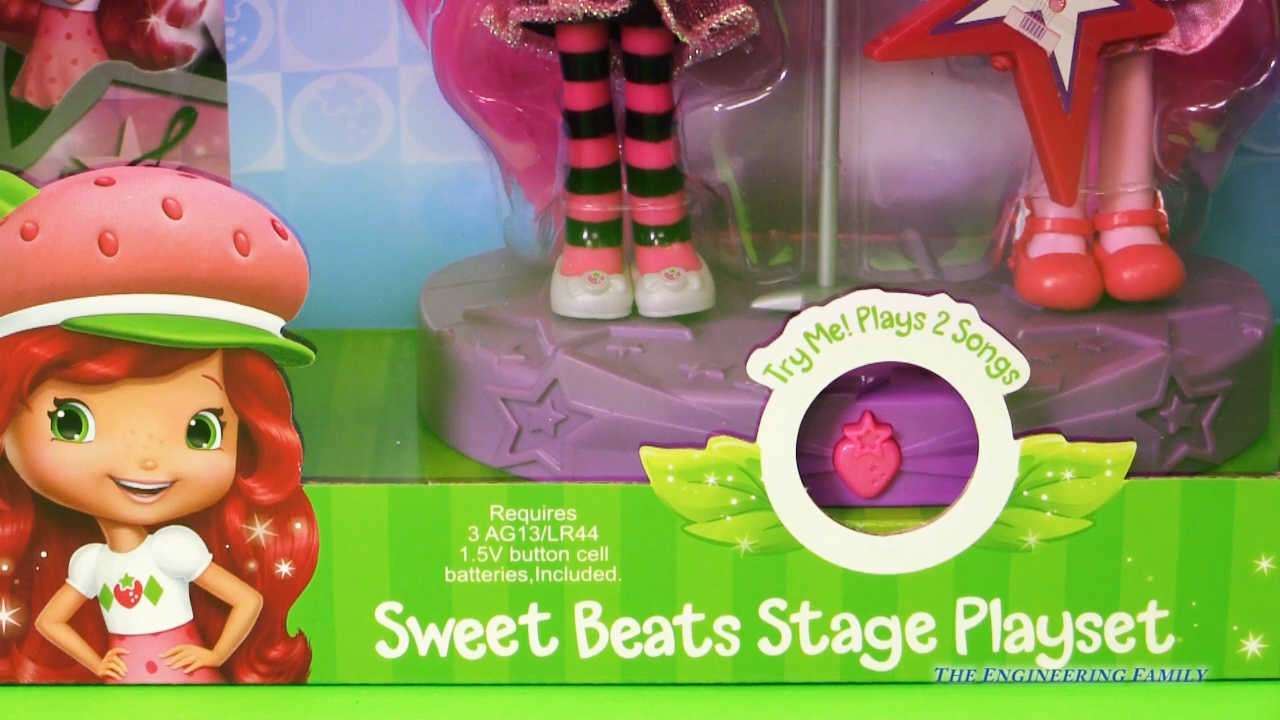 Try Me! Plays 2 Songs
Requires
3 AG13/LR44
1.5V button cell
batteries,Included.
Sweet Beats Stage Playset
THE ENGINEERING FAMILY